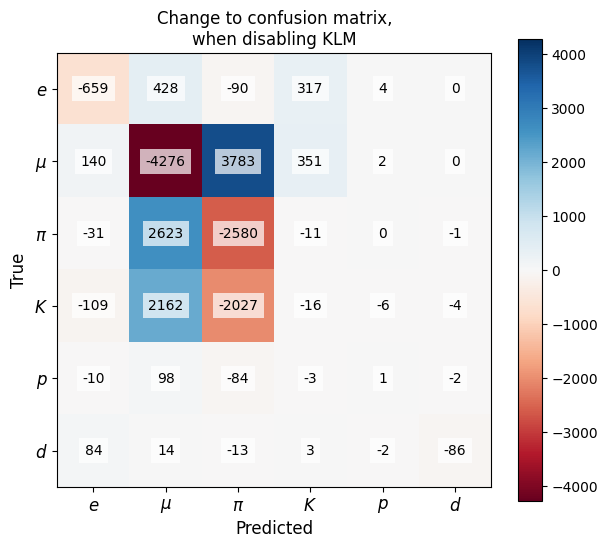 Change to confusion matrix,
when disabling KLM
e -659 428 -90 317 4 0
μ 140 -4276 3783 351 2 0
π -31 2623 -2580 -11 0 -1
K -109 2162 -2027 -16 -6 -4
p -10 98 -84 -3 1 -2
d 84 14 -13 3 -2 -86
e μ π K p d
Predicted
True
4000
3000
2000
1000
0
−1000
−2000
−3000
−4000